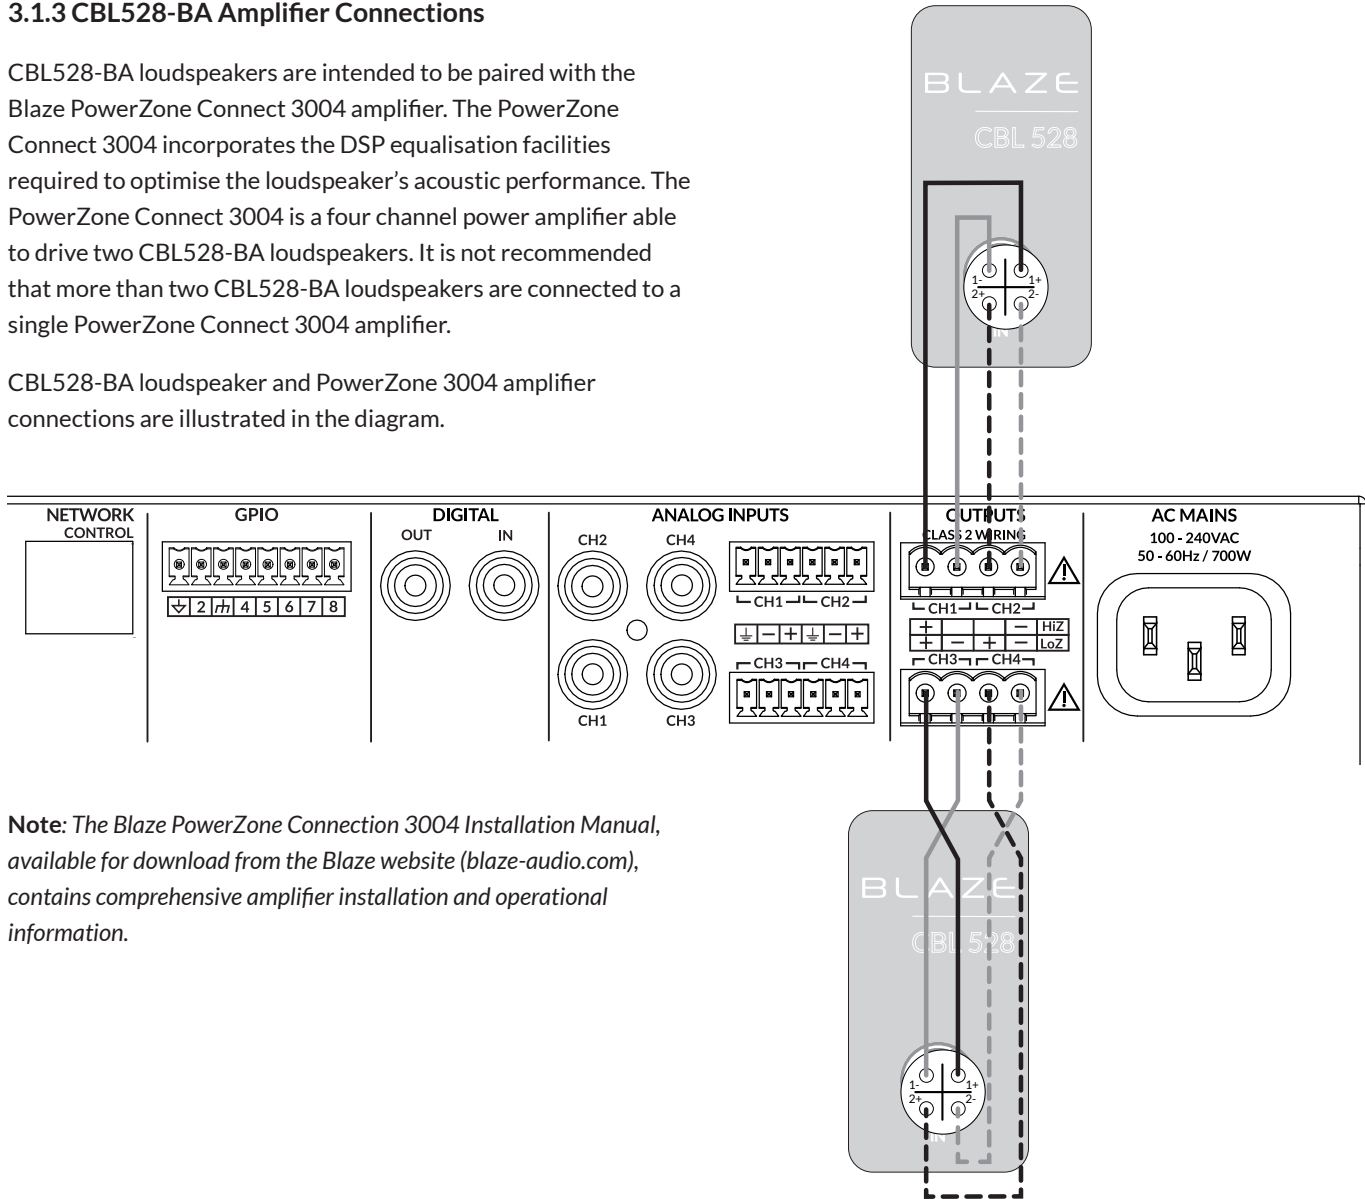 3.1.3 CBL528-BA Amplifier Connections
CBL528-BA loudspeakers are intended to be paired with the
Blaze PowerZone Connect 3004 amplifier. The PowerZone
Connect 3004 incorporates the DSP equalisation facilities
required to optimise the loudspeaker’s acoustic performance. The
PowerZone Connect 3004 is a four channel power amplifier able
to drive two CBL528-BA loudspeakers. It is not recommended
that more than two CBL528-BA loudspeakers are connected to a
single PowerZone Connect 3004 amplifier.
CBL528-BA loudspeaker and PowerZone 3004 amplifier
connections are illustrated in the diagram.
BLAZE
CBL 528
1- 1+
2+ 2-
IN
NETWORK
CONTROL
GPIO
2 4 5 6 7 8
DIGITAL
OUT IN
ANALOG INPUTS
CH2 CH4
CH1 CH2
- + - +
CH3 CH4
CH1 CH3
OUTPUTS
CLASS 2 WIRING
CH1 CH2
+ - HiZ
+ - + - LoZ
CH3 CH4
AC MAINS
100 - 240VAC
50 - 60Hz / 700W
Note: The Blaze PowerZone Connection 3004 Installation Manual,
available for download from the Blaze website (blaze-audio.com),
contains comprehensive amplifier installation and operational
information.
BLAZE
CBL 528
1- 1+
2+ 2-
IN